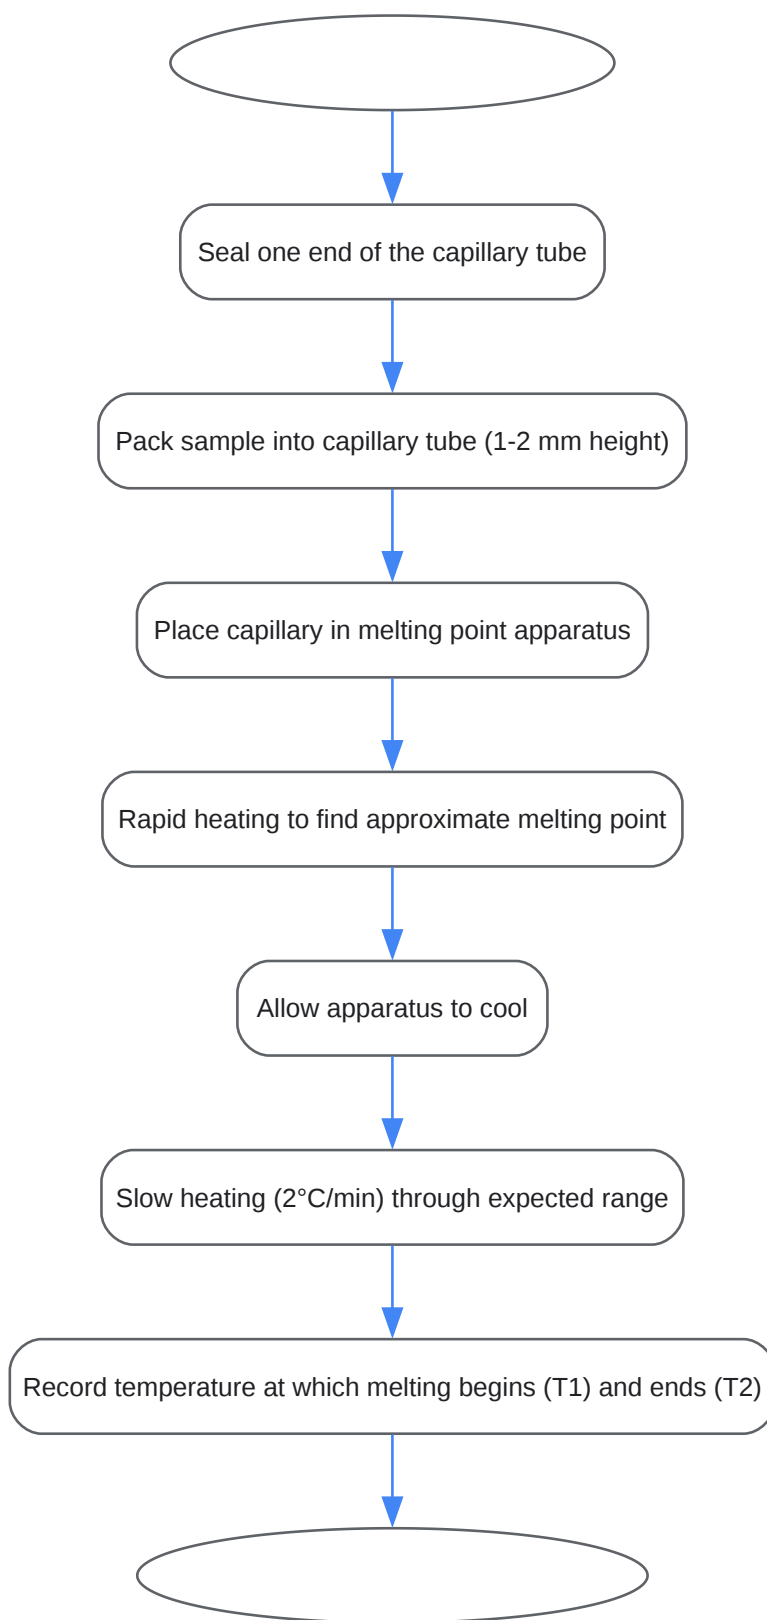 Seal one end of the capillary tube
Pack sample into capillary tube (1-2 mm height)
Place capillary in melting point apparatus
Rapid heating to find approximate melting point
Allow apparatus to cool
Slow heating (2°C/min) through expected range
Record temperature at which melting begins (T1) and ends (T2)